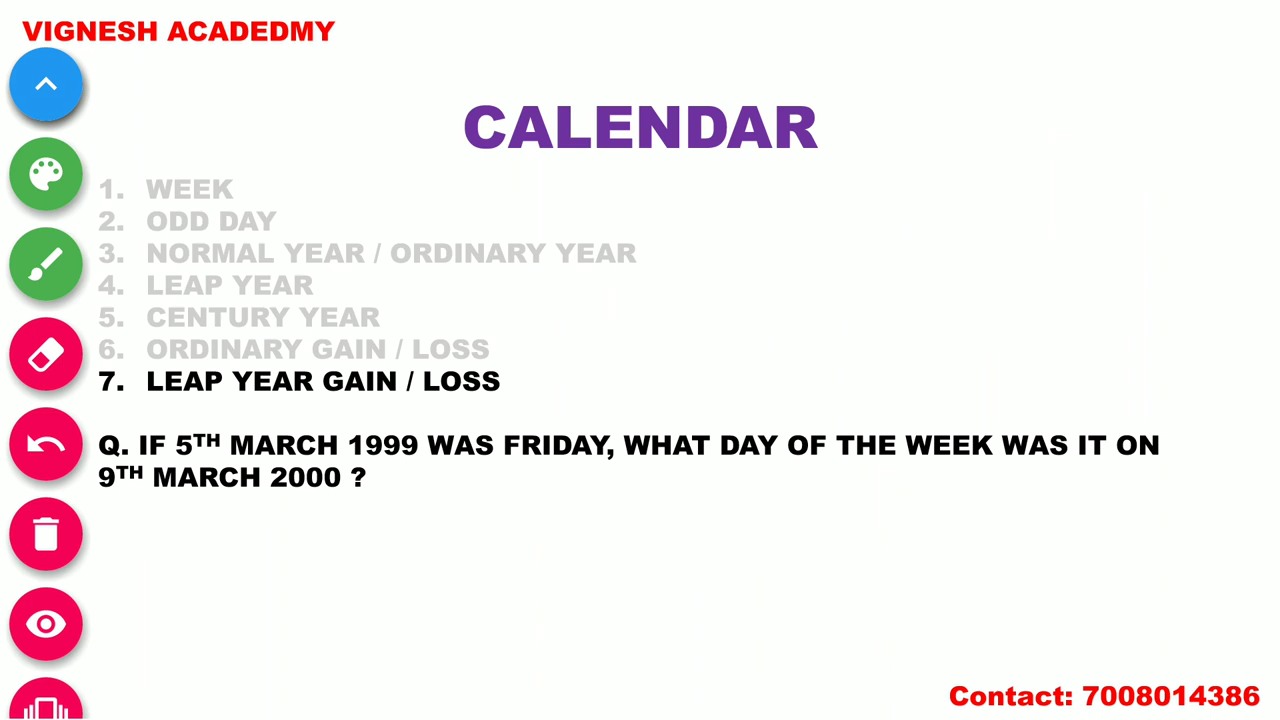 VIGNESH ACADEDMY
CALENDAR
1. WEEK
2. ODD DAY
3. NORMAL YEAR / ORDINARY YEAR
4. LEAP YEAR
5. CENTURY YEAR
6. ORDINARY GAIN / LOSS
7. LEAP YEAR GAIN / LOSS
Q. IF 5TH MARCH 1999 WAS FRIDAY, WHAT DAY OF THE WEEK WAS IT ON
9TH MARCH 2000 ?
Contact: 7008014386